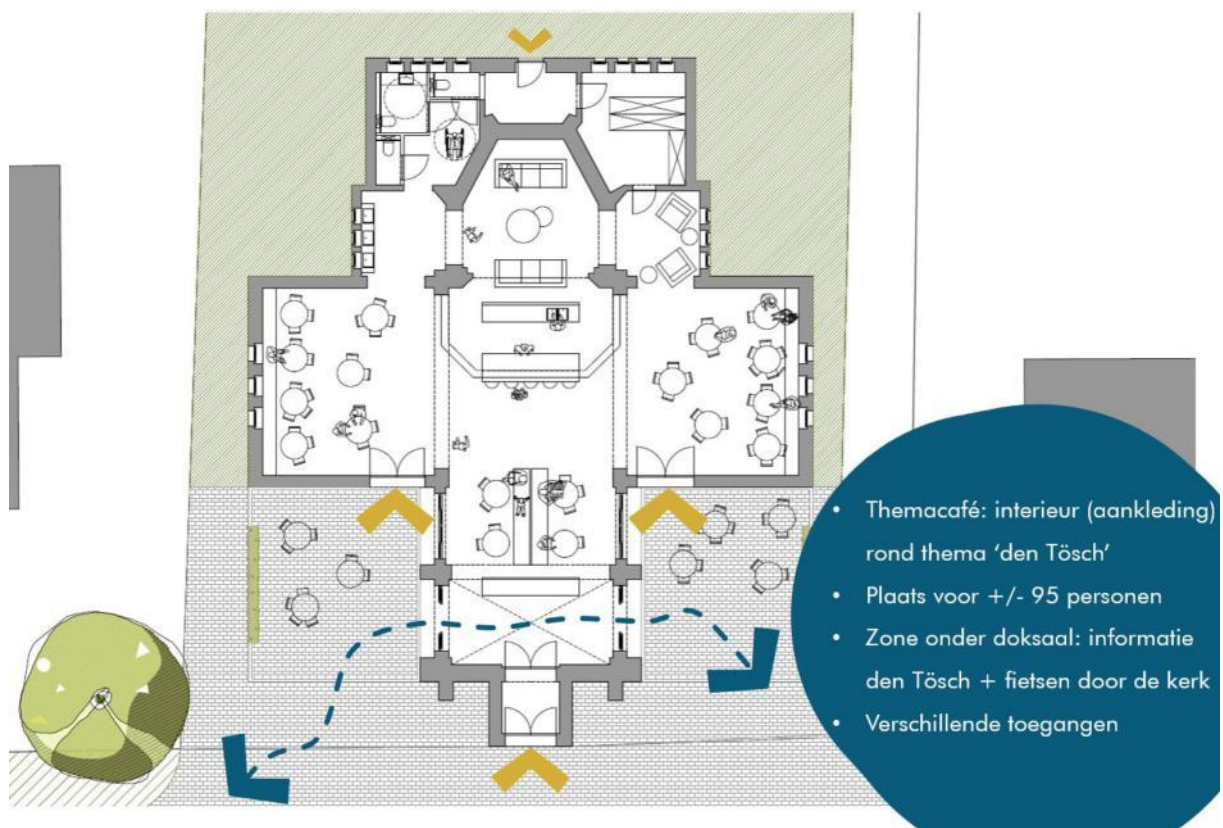 • Themacafé: interieur (aankleding)
rond thema ‘den Tösch’
• Plaats voor +/- 95 personen
• Zone onder doksaal: informatie
den Tösch + fietsen door de kerk
• Verschillende toegangen